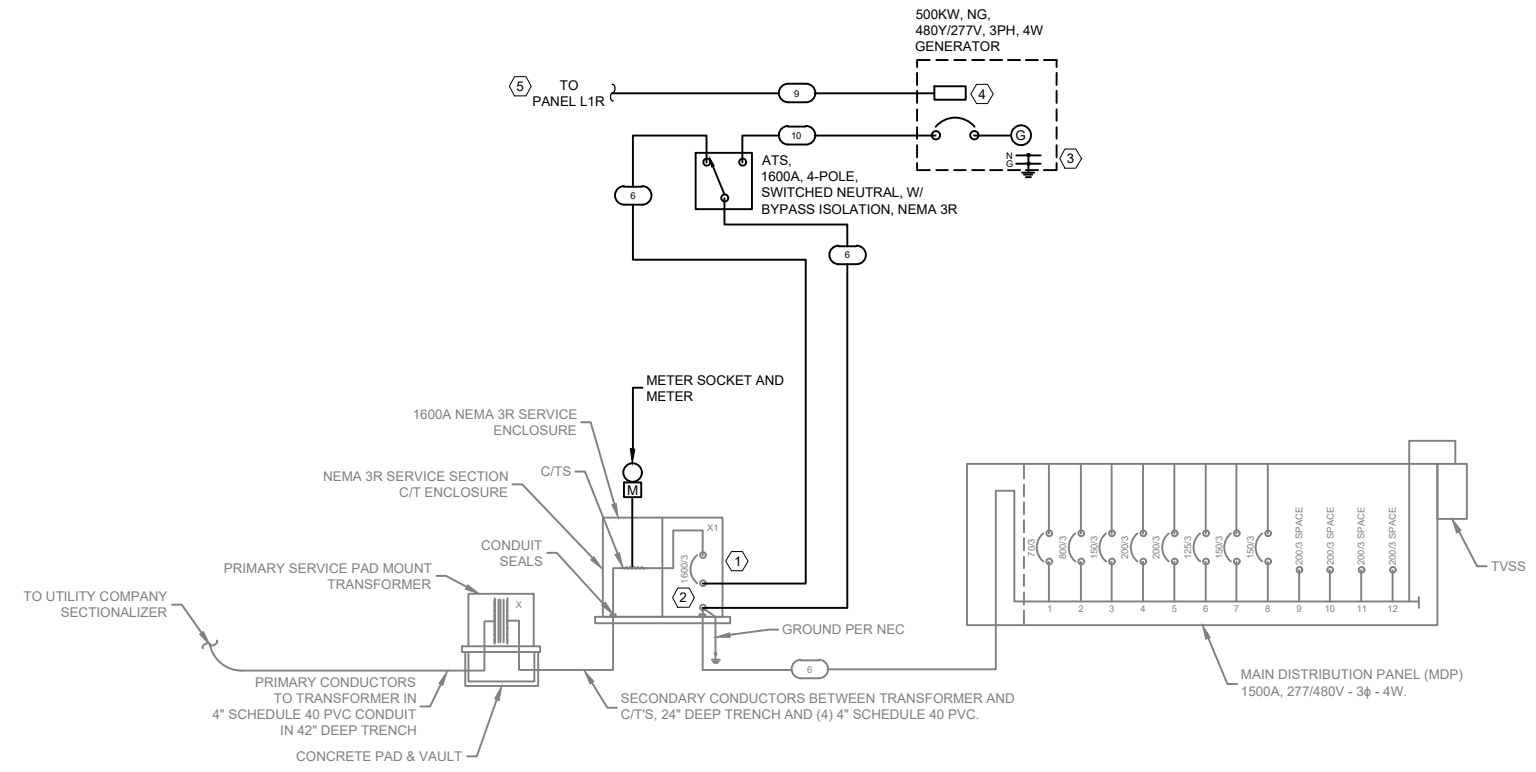 500KW, NG,
480Y/277V, 3PH, 4W
GENERATOR
5
TO
PANEL L1R
9
4
10
G
N
G
3
ATS,
1600A, 4-POLE,
SWITCHED NEUTRAL, W/
BYPASS ISOLATION, NEMA 3R
6
6
METER SOCKET AND
METER
1600A NEMA 3R SERVICE
ENCLOSURE
C/TS
NEMA 3R SERVICE SECTION
C/T ENCLOSURE
M
X1
1600/3
1
2
CONDUIT
SEALS
PRIMARY SERVICE PAD MOUNT
TRANSFORMER
X
TO UTILITY COMPANY
SECTIONALIZER
GROUND PER NEC
6
PRIMARY CONDUCTORS
TO TRANSFORMER IN
4" SCHEDULE 40 PVC CONDUIT
IN 42" DEEP TRENCH
CONCRETE PAD & VAULT
SECONDARY CONDUCTORS BETWEEN TRANSFORMER AND
C/T'S, 24" DEEP TRENCH AND (4) 4" SCHEDULE 40 PVC.
70/3
800/3
150/3
200/3
200/3
125/3
150/3
150/3
200/3 SPACE
200/3 SPACE
200/3 SPACE
200/3 SPACE
1 2 3 4 5 6 7 8 9 10 11 12
TVSS
MAIN DISTRIBUTION PANEL (MDP)
1500A, 277/480V - 3ϕ - 4W.